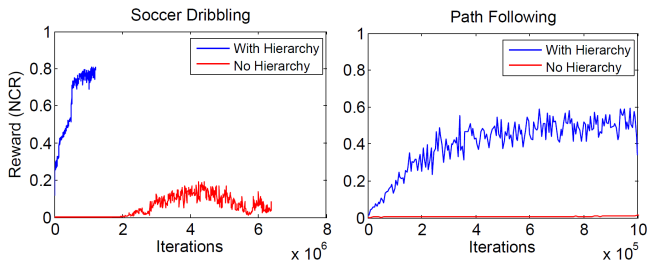 Soccer Dribbling
Reward (NCR)
1
0.8
0.6
0.4
0.2
0
0 2 4 6 8
Iterations
x 10^6
With Hierarchy
No Hierarchy
Path Following
1
0.8
0.6
0.4
0.2
0
0 2 4 6 8 10
Iterations
x 10^5
With Hierarchy
No Hierarchy